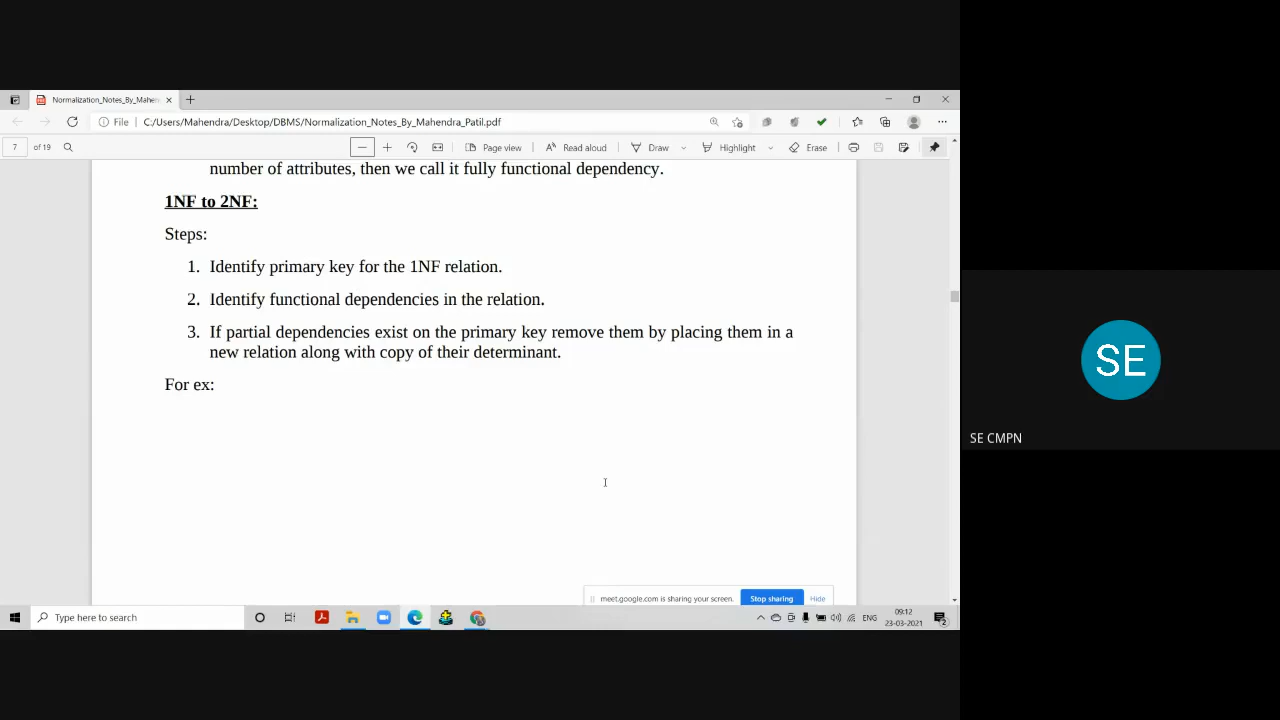 Normalization_Notes_By_Mahen
File
C:/Users/Mahendra/Desktop/DBMS/Normalization_Notes_By_Mahendra_Patil.pdf
7 of 19
Page view
Read aloud
Draw
Highlight
Erase
number of attributes, then we call it fully functional dependency.
1NF to 2NF:
Steps:
1. Identify primary key for the 1NF relation.
2. Identify functional dependencies in the relation.
3. If partial dependencies exist on the primary key remove them by placing them in a
new relation along with copy of their determinant.
For ex:
SE
SE CMPN
meet.google.com is sharing your screen.
Stop sharing
Hide
Type here to search
ENG
09:12
23-03-2021
2